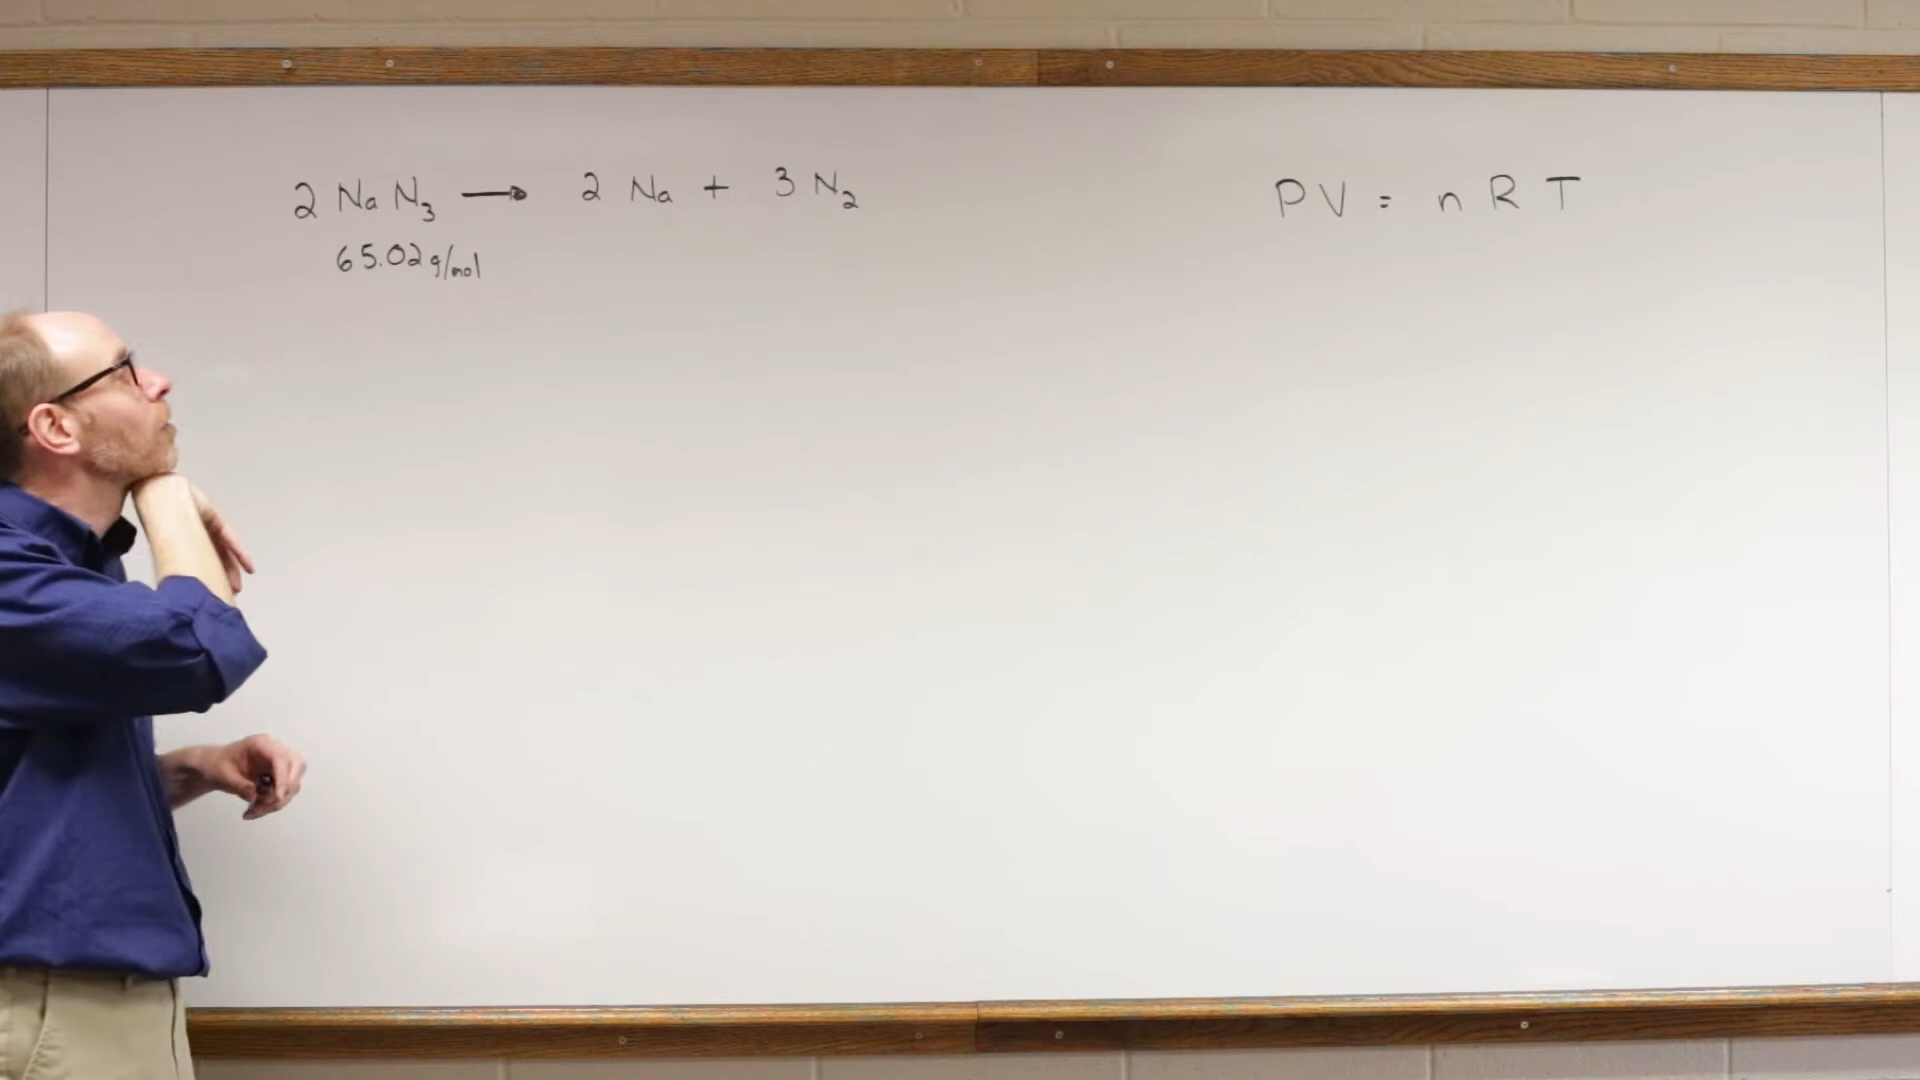 2 NaN₃ → 2 Na + 3 N₂
65.02 g/mol
PV = nRT